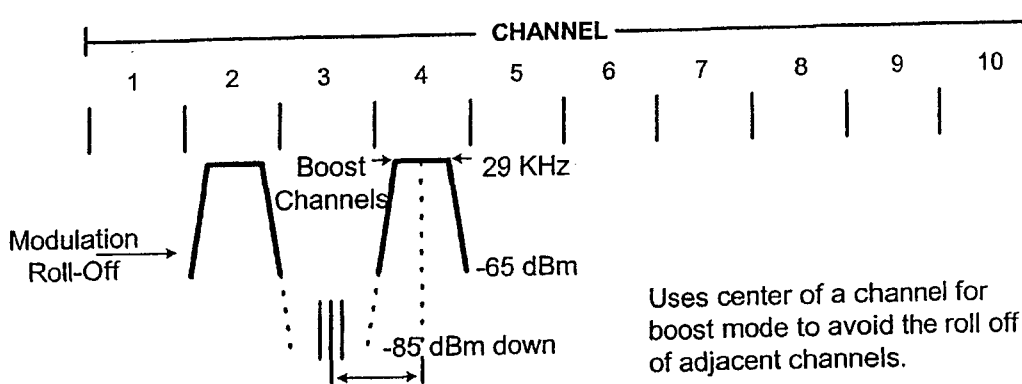 CHANNEL
1 2 3 4 5 6 7 8 9 10
Boost
Channels
29 KHz
Modulation
Roll-Off
-65 dBm
-85 dBm down
Uses center of a channel for
boost mode to avoid the roll off
of adjacent channels.